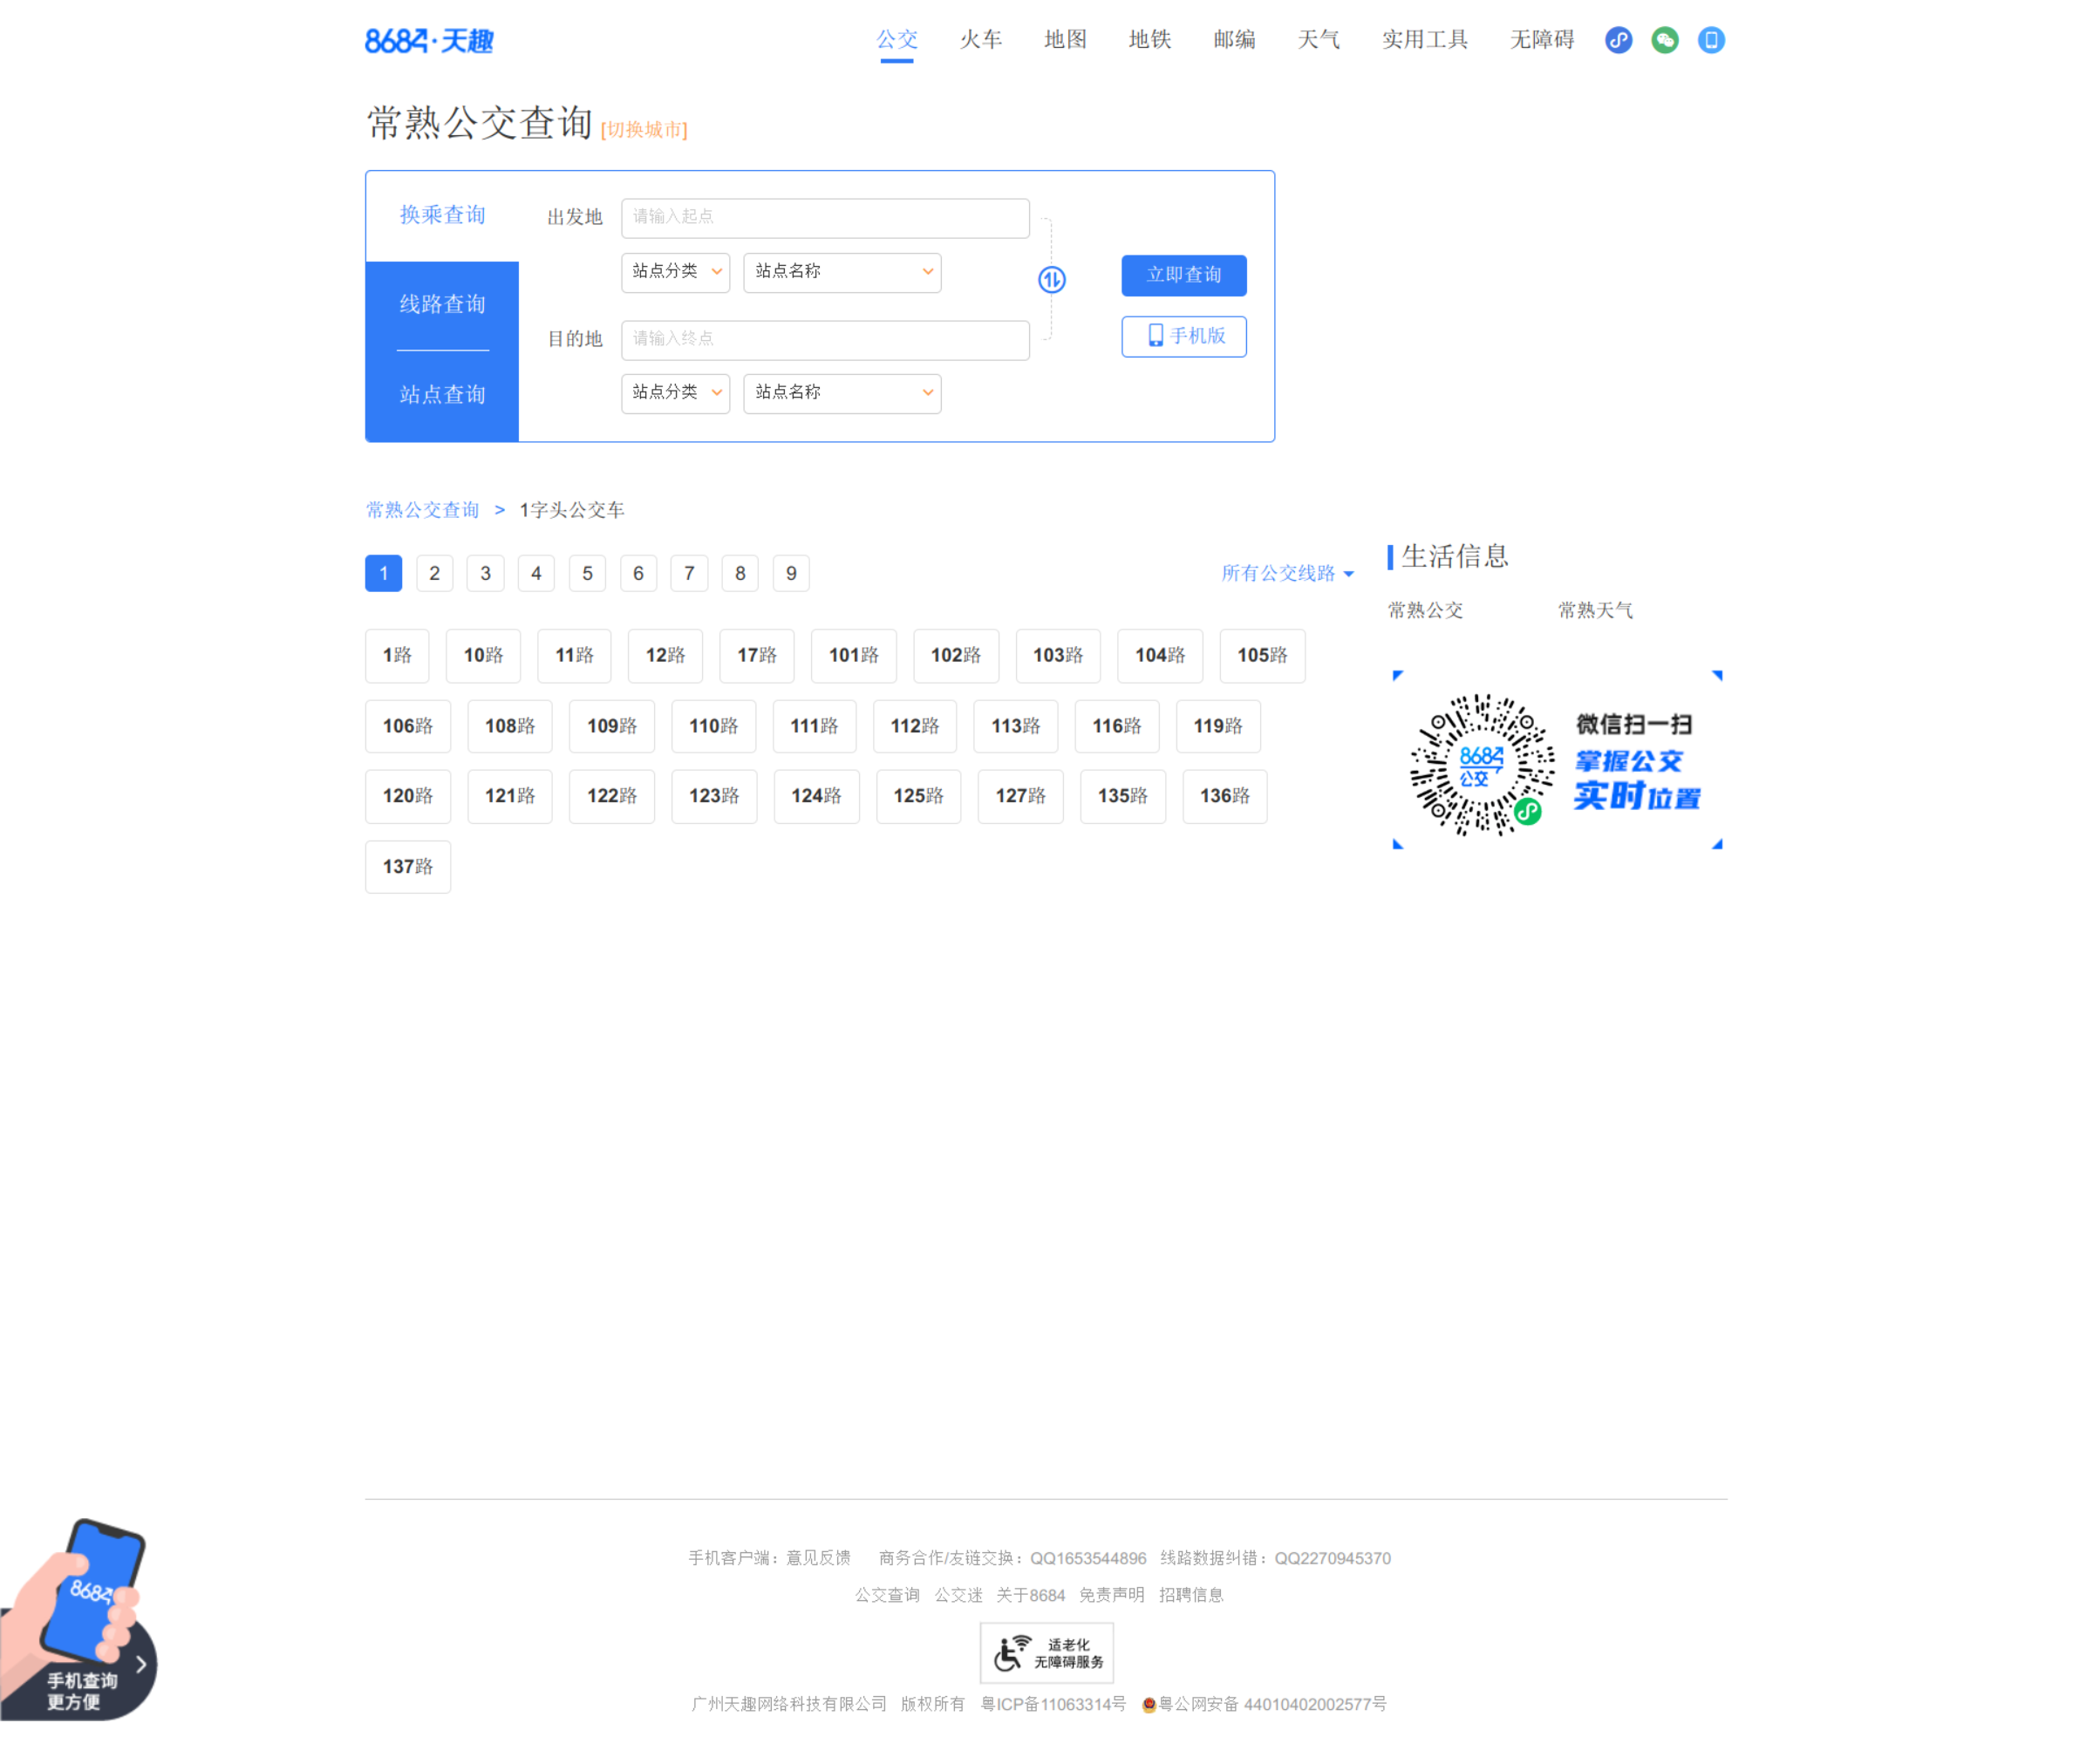 8684·天趣
公交 火车 地图 地铁 邮编 天气 实用工具 无障碍
常熟公交查询 [切换城市]
换乘查询
线路查询
站点查询
出发地 请输入起点
站点分类 站点名称
目的地 请输入终点
站点分类 站点名称
立即查询
手机版
常熟公交查询 > 1字头公交车
1 2 3 4 5 6 7 8 9
所有公交线路
1路 10路 11路 12路 17路 101路 102路 103路 104路 105路
106路 108路 109路 110路 111路 112路 113路 116路 119路
120路 121路 122路 123路 124路 125路 127路 135路 136路
137路
生活信息
常熟公交 常熟天气
8684
公交
微信扫一扫
掌握公交
实时位置
8684
手机查询
更方便
手机客户端：意见反馈 商务合作/友链交换：QQ1653544896 线路数据纠错：QQ2270945370
公交查询 公交迷 关于8684 免责声明 招聘信息
适老化
无障碍服务
广州天趣网络科技有限公司 版权所有 粤ICP备11063314号 粤公网安备 44010402002577号